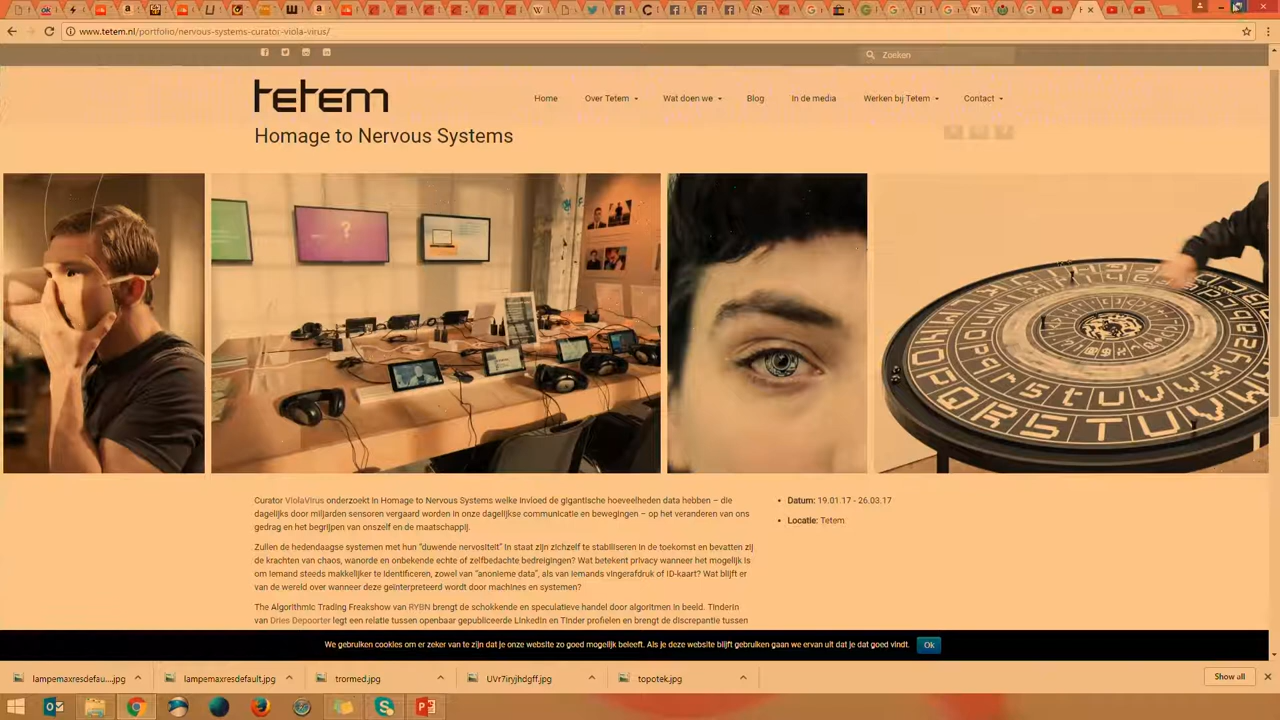 www.tetem.nl/portfolio/nervous-systems-curator-viola-virus/
Zoeken
tetem
Home
Over Tetem
Wat doen we
Blog
In de media
Werken bij Tetem
Contact
Homage to Nervous Systems
?
Curator ViolaVirus onderzoekt in Homage to Nervous Systems welke invloed de gigantische hoeveelheden data hebben – die
dagelijks door miljarden sensoren vergaard worden in onze dagelijkse communicatie en bewegingen – op het veranderen van ons
gedrag en het begrijpen van onszelf en de maatschappij.
Zullen de hedendaagse systemen met hun "duwende nervositeit" in staat zijn zichzelf te stabiliseren in de toekomst en bevatten zij
de krachten van chaos, wanorde en onbekende echte of zelfbedachte bedreigingen? Wat betekent privacy wanneer het mogelijk is
om iemand steeds makkelijker te identificeren, zowel van "anonieme data", als van iemands vingerafdruk of ID-kaart? Wat blijft er
van de wereld over wanneer deze geïnterpreteerd wordt door machines en systemen?
The Algorithmic Trading Freakshow van RYBN brengt de schokkende en speculatieve handel door algoritmen in beeld. TinderIn
van Dries Depoorter legt een relatie tussen openbaar gepubliceerde LinkedIn en Tinder profielen en brengt de discrepantie tussen
Datum: 19.01.17 - 26.03.17
Locatie: Tetem
We gebruiken cookies om er zeker van te zijn dat je onze website zo goed mogelijk beleeft. Als je deze website blijft gebruiken gaan we ervan uit dat je dat goed vindt.
Ok
lampemaxresdefau....jpg
lampemaxresdefault.jpg
trormed.jpg
UVr7iryjhdgff.jpg
topotek.jpg
Show all